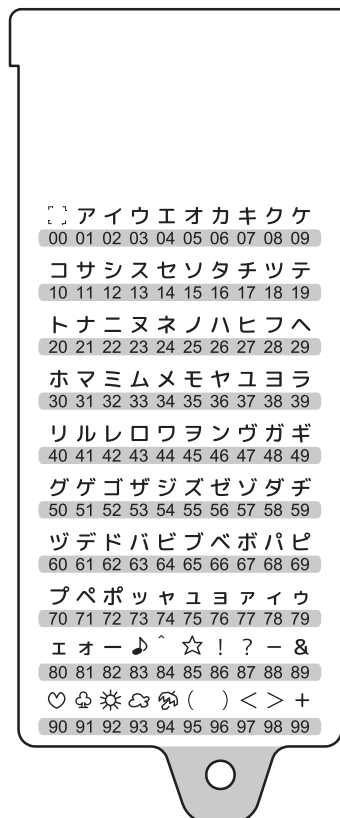 ア イ ウ エ オ カ キ ク ケ
00 01 02 03 04 05 06 07 08 09
コ サ シ ス セ ソ タ チ ツ テ
10 11 12 13 14 15 16 17 18 19
ト ナ ニ ヌ ネ ノ ハ ヒ フ ヘ
20 21 22 23 24 25 26 27 28 29
ホ マ ミ ム メ モ ヤ ユ ヨ ラ
30 31 32 33 34 35 36 37 38 39
リ ル レ ロ ワ ヲ ン ヴ ガ ギ
40 41 42 43 44 45 46 47 48 49
グ ゲ ゴ ザ ジ ズ ゼ ゾ ダ ヂ
50 51 52 53 54 55 56 57 58 59
ヅ デ ド バ ビ ブ ベ ボ パ ピ
60 61 62 63 64 65 66 67 68 69
プ ペ ポ ッ ャ ュ ョ ァ ィ ゥ
70 71 72 73 74 75 76 77 78 79
ェ ォ ー ♪ ^ ☆ ! ? − &
80 81 82 83 84 85 86 87 88 89
♡ ♧ ☼ ( ) < > +
90 91 92 93 94 95 96 97 98 99